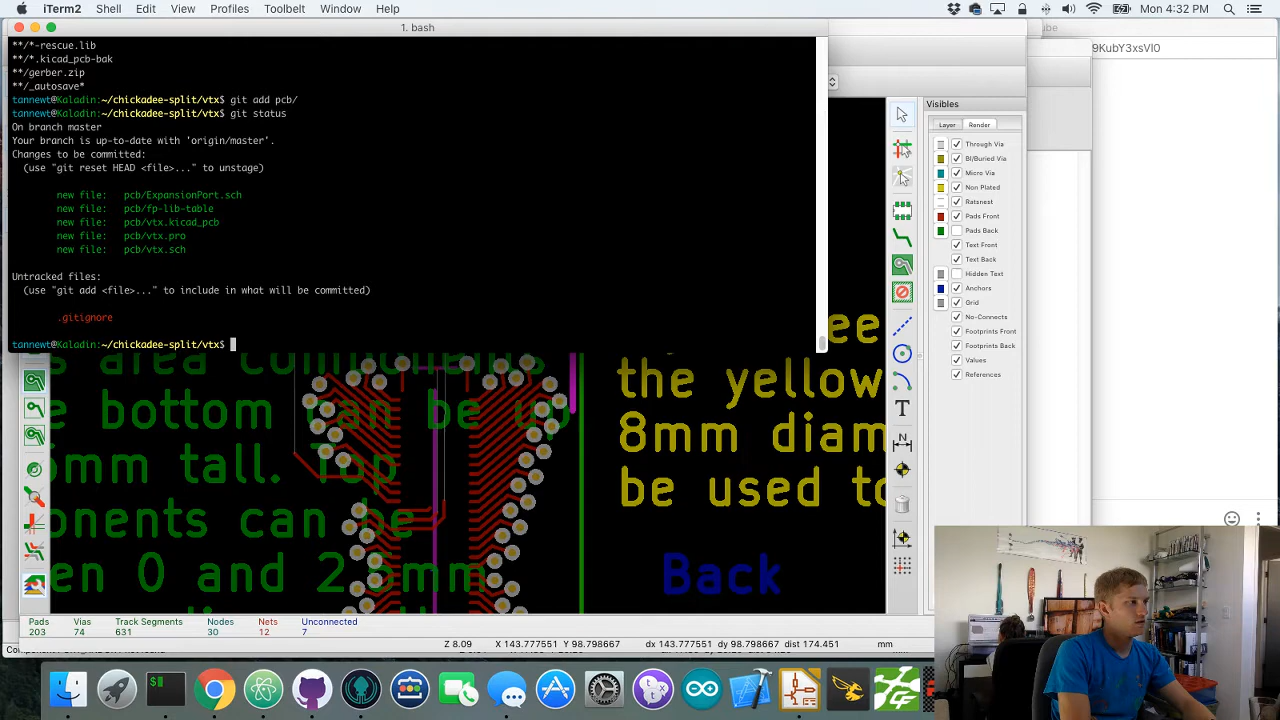 iTerm2 Shell Edit View Profiles Toolbelt Window Help
Mon 4:32 PM
1. bash
**/*-rescue.lib
**/*.kicad_pcb-bak
**/gerber.zip
**/_autosave*
tannewt@Kaladin:~/chickadee-split/vtx$ git add pcb/
tannewt@Kaladin:~/chickadee-split/vtx$ git status
On branch master
Your branch is up-to-date with 'origin/master'.
Changes to be committed:
(use "git reset HEAD <file>..." to unstage)
new file: pcb/ExpansionPort.sch
new file: pcb/fp-lib-table
new file: pcb/vtx.kicad_pcb
new file: pcb/vtx.pro
new file: pcb/vtx.sch
Untracked files:
(use "git add <file>..." to include in what will be committed)
.gitignore
tannewt@Kaladin:~/chickadee-split/vtx$
9KubY3xsVI0
Visibles
Layer Render
Through Via
Bl/Buried Via
Micro Via
Non Plated
Ratsnest
Pads Front
Pads Back
Text Front
Text Back
Hidden Text
Anchors
Grid
No-Connects
Footprints Front
Footprints Back
Values
References
s area components
e bottom can be up
mm tall. Top
onents can be
en 0 and 2.5mm
the yellow
8mm diam
be used to
Back
Pads Vias Track Segments Nodes Nets Unconnected
203 74 631 30 12 7
Z 8.09 X 143.777551 Y 98.798667 dx 143.777551 dy 98.798667 dist 174.451 mm